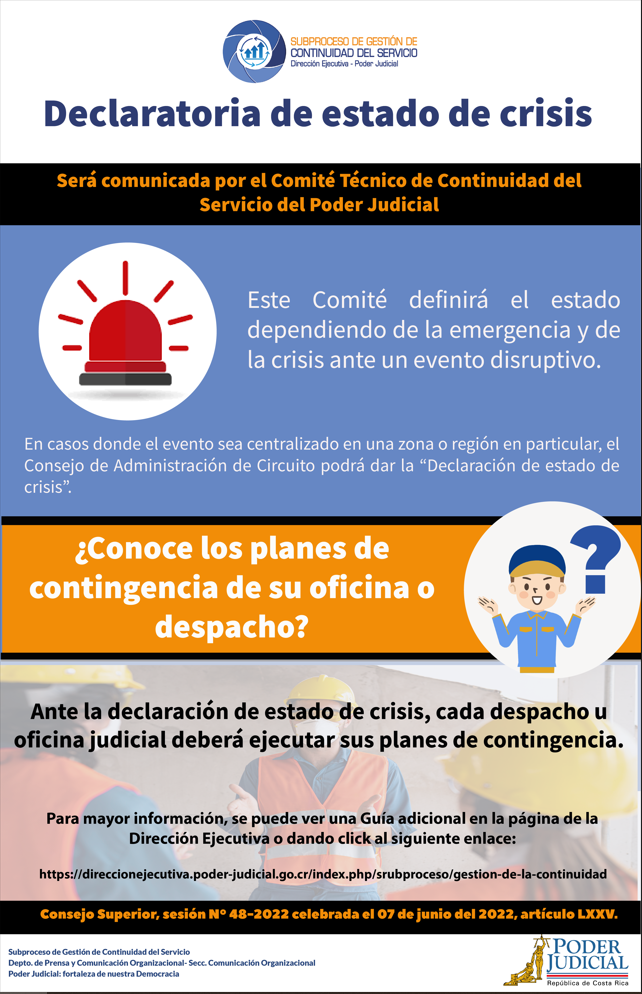 SUBPROCESO DE GESTIÓN DE
CONTINUIDAD DEL SERVICIO
Dirección Ejecutiva - Poder Judicial
Declaratoria de estado de crisis
Será comunicada por el Comité Técnico de Continuidad del
Servicio del Poder Judicial
Este Comité definirá el estado
dependiendo de la emergencia y de
la crisis ante un evento disruptivo.
En casos donde el evento sea centralizado en una zona o región en particular, el
Consejo de Administración de Circuito podrá dar la “Declaración de estado de
crisis”.
¿Conoce los planes de
contingencia de su oficina o
despacho?
?
Ante la declaración de estado de crisis, cada despacho u
oficina judicial deberá ejecutar sus planes de contingencia.
Para mayor información, se puede ver una Guía adicional en la página de la
Dirección Ejecutiva o dando click al siguiente enlace:
https://direccionejecutiva.poder-judicial.go.cr/index.php/srubproceso/gestion-de-la-continuidad
Consejo Superior, sesión N° 48-2022 celebrada el 07 de junio del 2022, artículo LXXV.
Subproceso de Gestión de Continuidad del Servicio
Depto. de Prensa y Comunicación Organizacional- Secc. Comunicación Organizacional
Poder Judicial: fortaleza de nuestra Democracia
PODER
JUDICIAL
República de Costa Rica